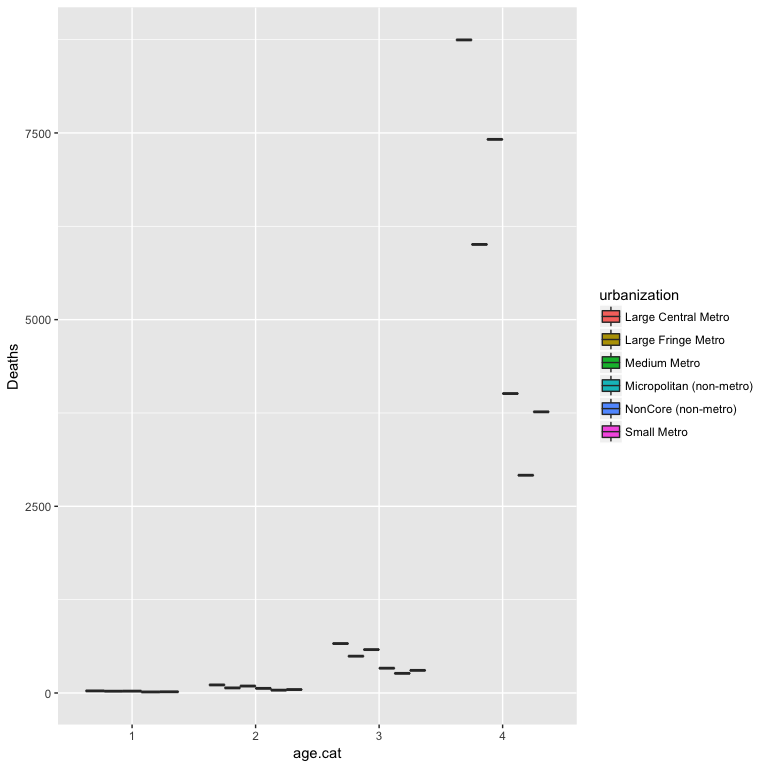 7500
5000
2500
0
Deaths
1
2
3
4
age.cat
urbanization
Large Central Metro
Large Fringe Metro
Medium Metro
Micropolitan (non-metro)
NonCore (non-metro)
Small Metro